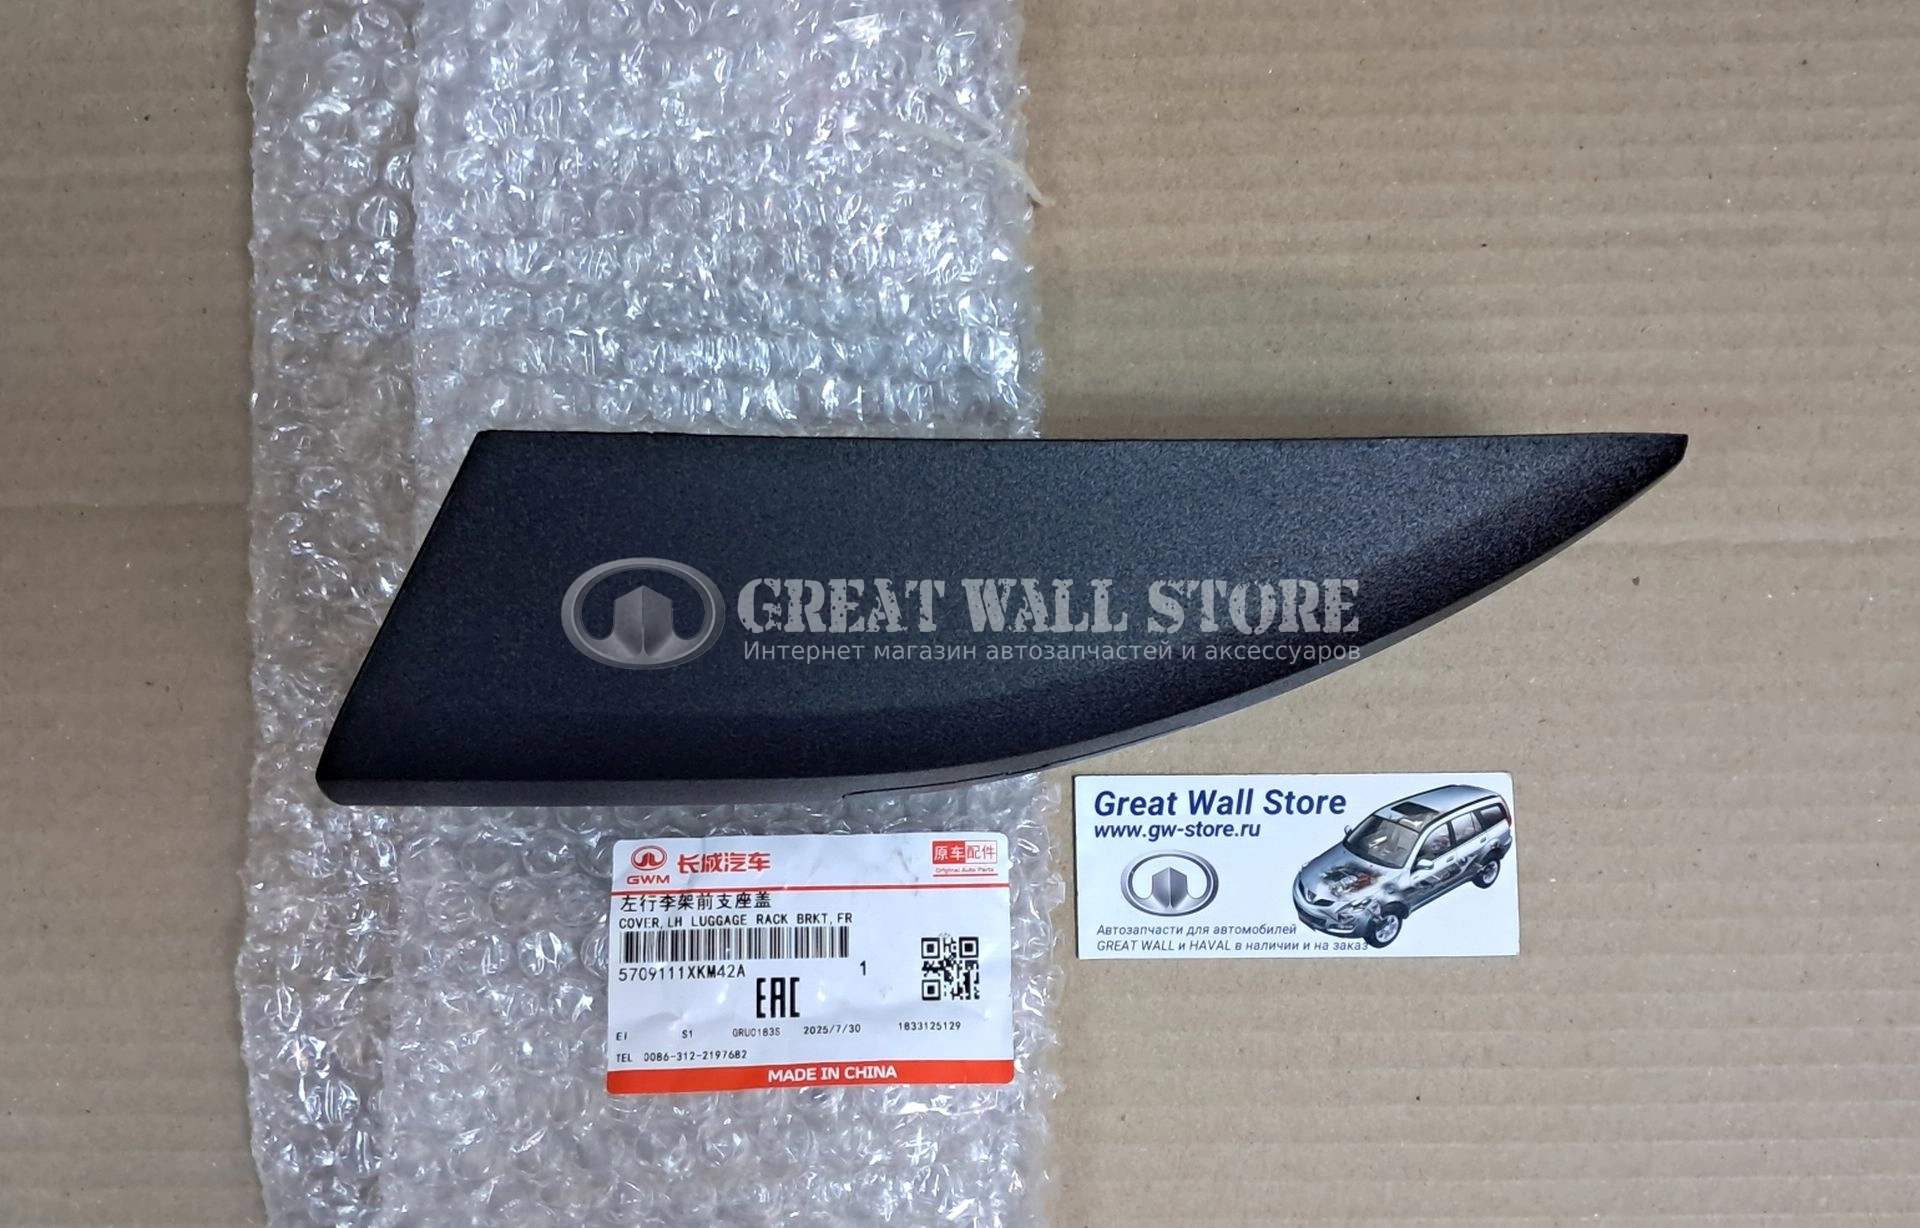 GREAT WALL STORE
Интернет магазин автозапчастей и аксессуаров
Great Wall Store
www.gw-store.ru
Автозапчасти для автомобилей
GREAT WALL и HAVAL в наличии и на заказ
GWM 长城汽车
原车配件
Original Auto Parts
左行李架前支座盖
COVER,LH LUGGAGE RACK BRKT,FR
5709111XKM42A 1
EAC
EI S1 GRU0183S 2025/7/30 1833125129
TEL 0086-312-2197682
MADE IN CHINA